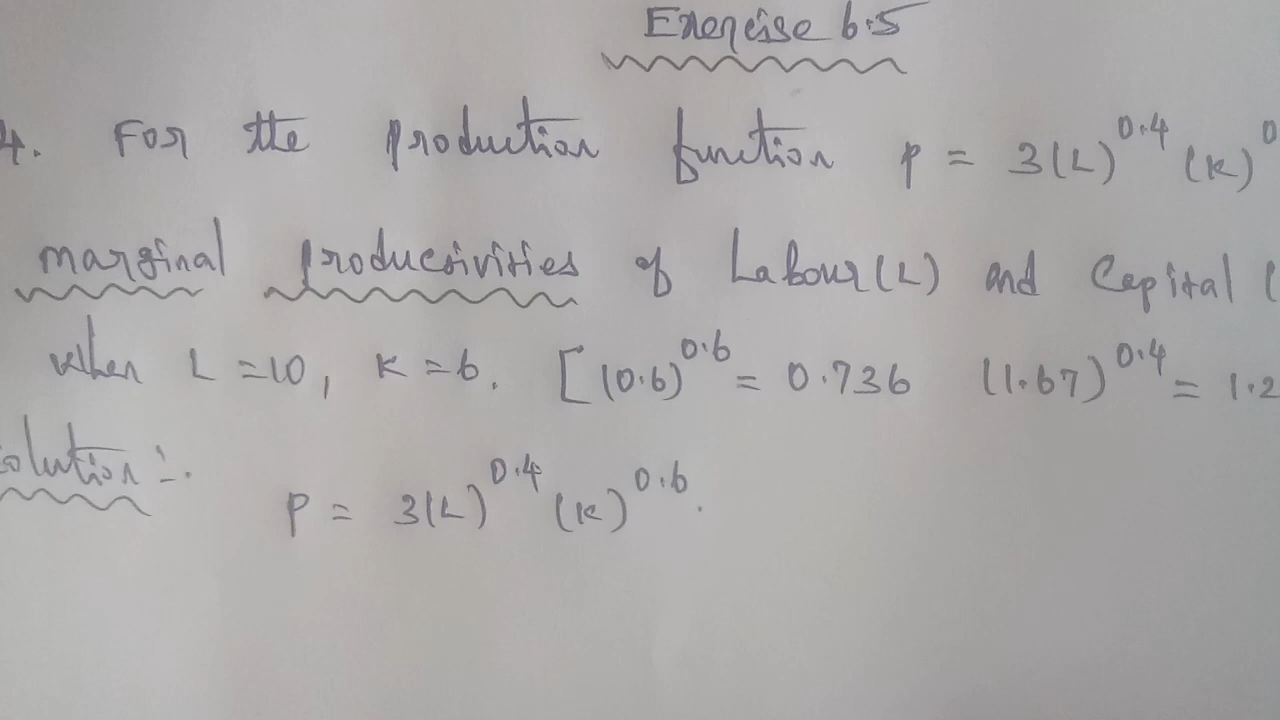 Exercise 6.5
4. For the production function P = 3(L)^0.4 (K)^0
marginal productivities of Labour(L) and Capital (
when L = 10, K = 6. [(0.6)^0.6 = 0.736 (1.67)^0.4 = 1.2
Solution :-
P = 3(L)^0.4 (K)^0.6.